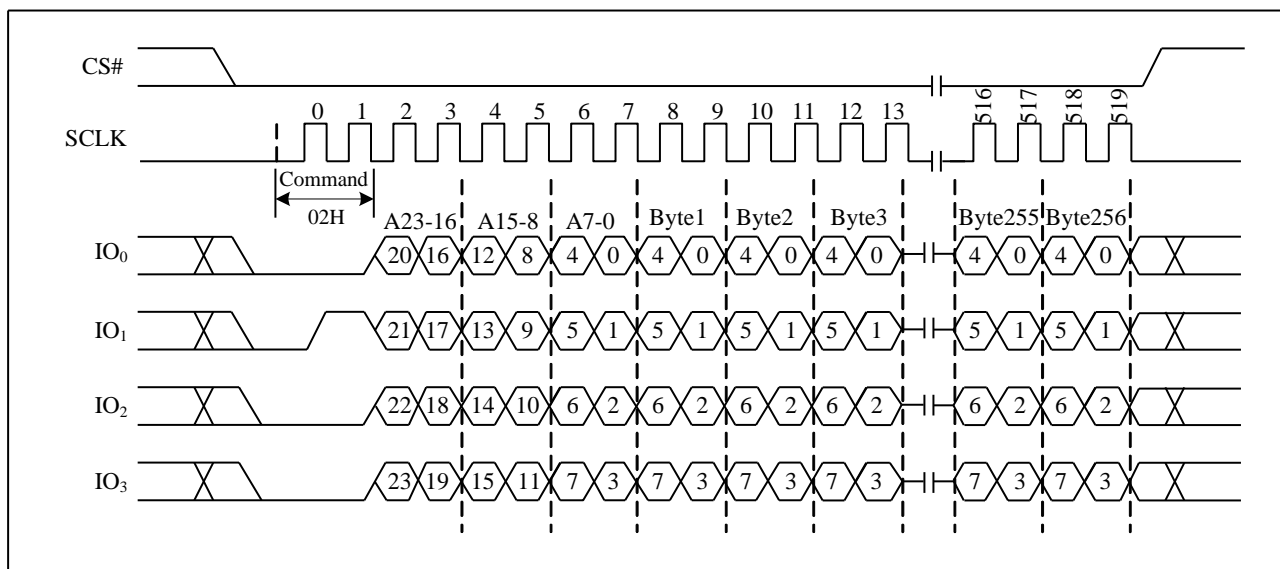 CS#
516 517 518 519
0 1 2 3 4 5 6 7 8 9 10 11 12 13
SCLK
Command
02H
A23-16 A15-8 A7-0 Byte1 Byte2 Byte3 Byte255 Byte256
IO0 20 16 12 8 4 0 4 0 4 0 4 0 4 0 4 0
IO1 21 17 13 9 5 1 5 1 5 1 5 1 5 1 5 1
IO2 22 18 14 10 6 2 6 2 6 2 6 2 6 2 6 2
IO3 23 19 15 11 7 3 7 3 7 3 7 3 7 3 7 3